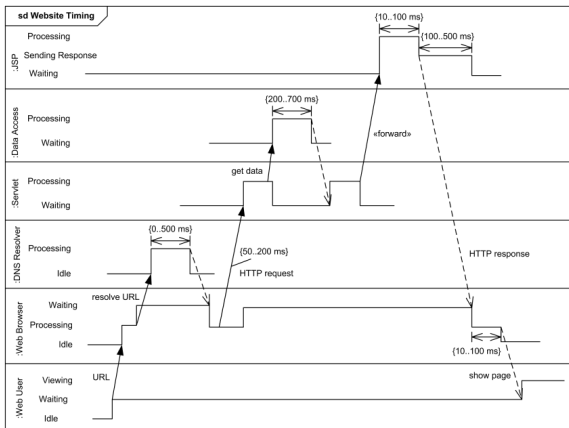 sd Website Timing
{10..100 ms}
{100..500 ms}
:JSP
Processing
Sending Response
Waiting
:Data Access
Processing
Waiting
{200..700 ms}
«forward»
:Servlet
Processing
Waiting
get data
:DNS Resolver
Processing
Idle
{0..500 ms}
{50..200 ms}
HTTP request
HTTP response
:Web Browser
Waiting
Processing
Idle
resolve URL
{10..100 ms}
:Web User
Viewing
Waiting
Idle
URL
show page